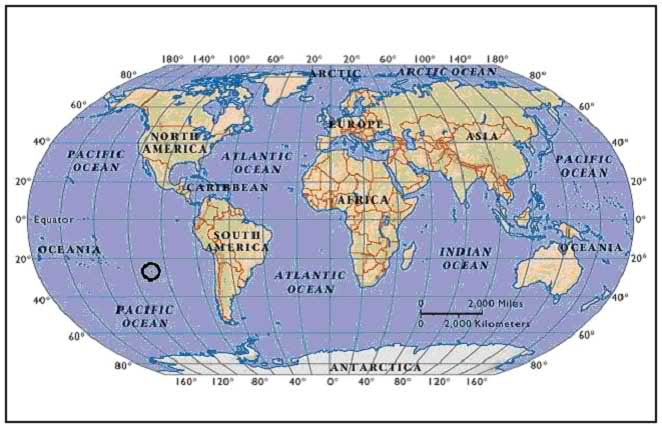 180° 140° 100° 60° 20° 20° 60° 100° 140° 180°
ARCTIC
ARCTIC OCEAN
80°
80°
60°
60°
EUROPE
NORTH
AMERICA
ASIA
40°
40°
PACIFIC
OCEAN
ATLANTIC
OCEAN
PACIFIC
OCEAN
20°
20°
CARIBBEAN
AFRICA
0° Equator
0°
SOUTH
AMERICA
OCEANIA
INDIAN
OCEAN
OCEANIA
20°
20°
ATLANTIC
OCEAN
40°
40°
PACIFIC
OCEAN
0 2,000 Miles
0 2,000 Kilometers
60°
60°
80°
80°
ANTARCTICA
160° 120° 80° 40° 0° 40° 80° 120° 160°